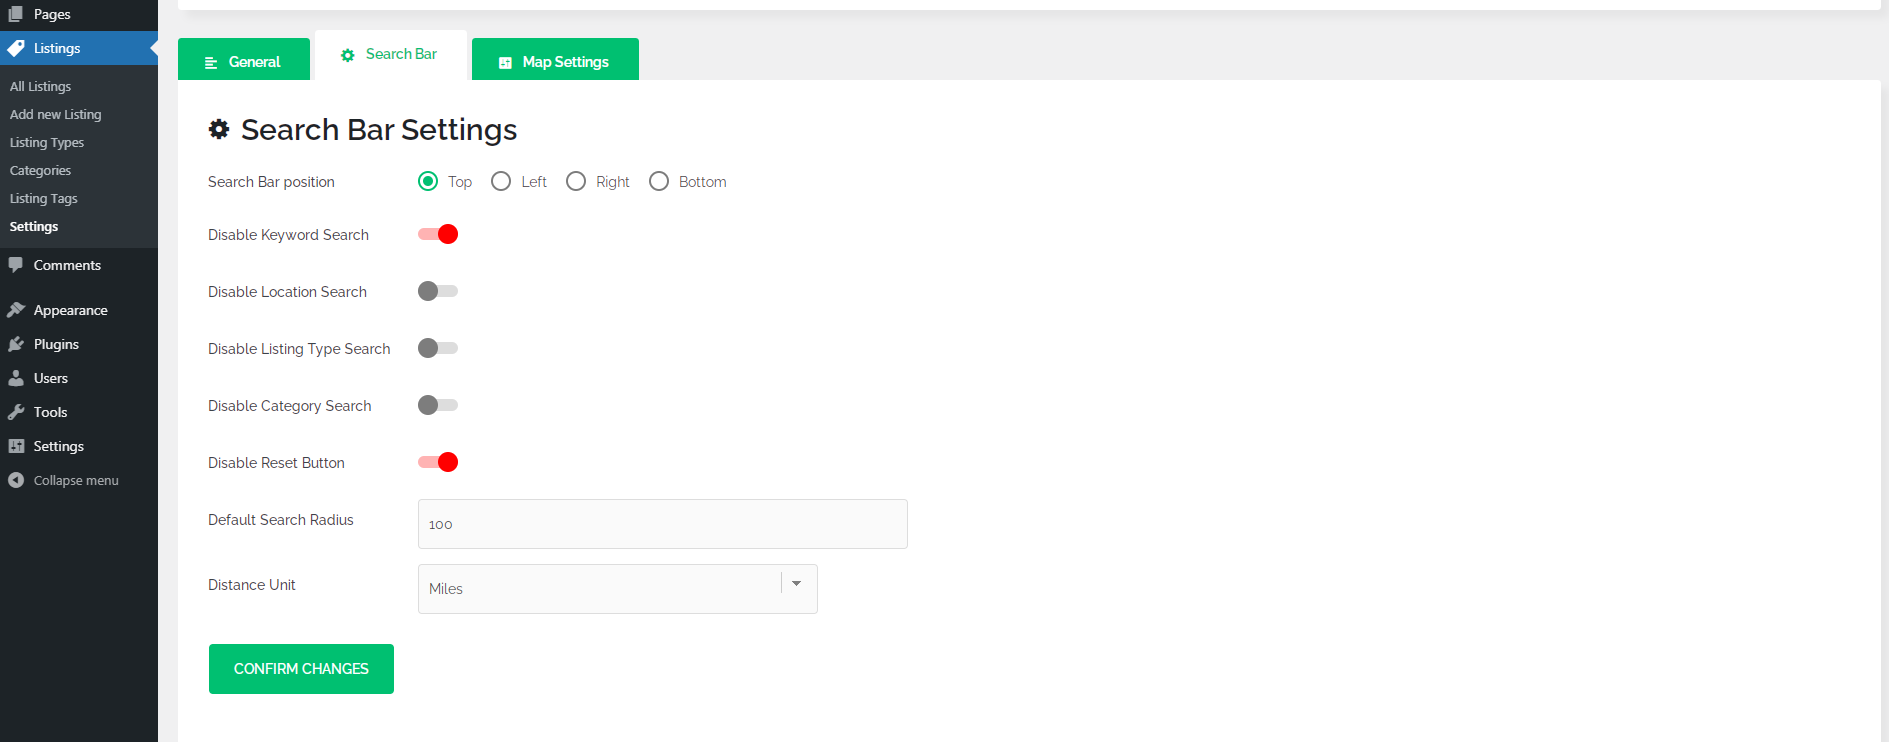 Pages
Listings
All Listings
Add new Listing
Listing Types
Categories
Listing Tags
Settings
Comments
Appearance
Plugins
Users
Tools
Settings
Collapse menu
General
Search Bar
Map Settings
Search Bar Settings
Search Bar position Top Left Right Bottom
Disable Keyword Search
Disable Location Search
Disable Listing Type Search
Disable Category Search
Disable Reset Button
Default Search Radius 100
Distance Unit Miles
CONFIRM CHANGES